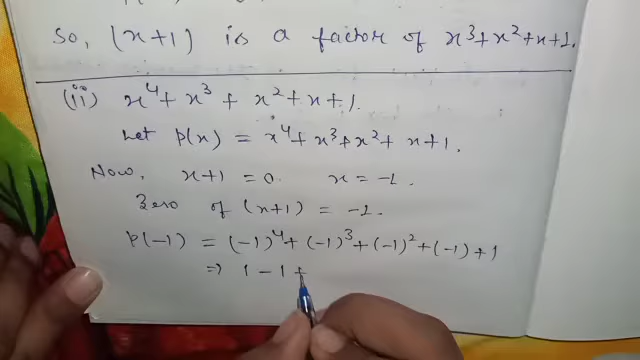 So, (x+1) is a factor of x³+x²+x+1.
(ii) x⁴+x³+x²+x+1.
Let p(x) = x⁴+x³+x²+x+1.
Now, x+1=0. x=-1.
Zero of (x+1) = -1.
p(-1) = (-1)⁴+(-1)³+(-1)²+(-1)+1
⇒ 1-1+